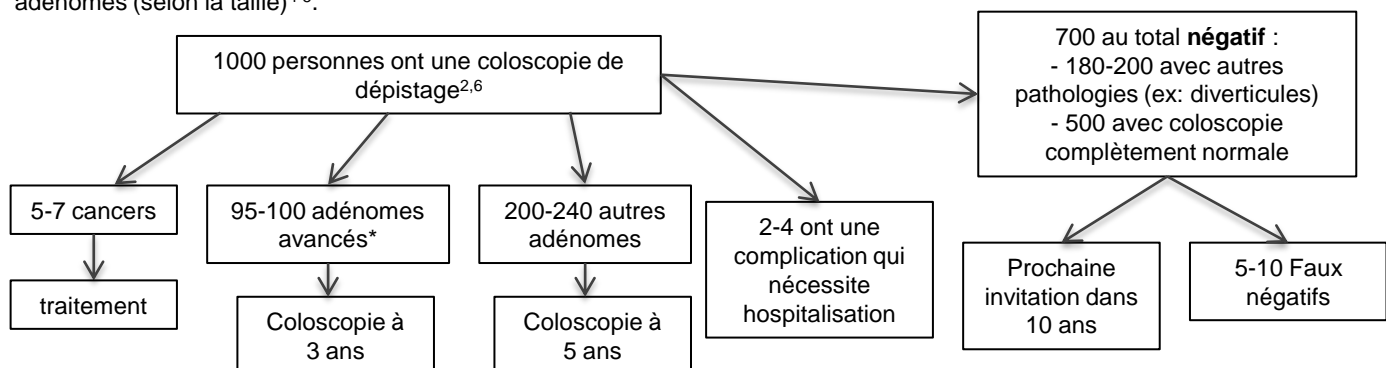 adénomes (selon la taille)
1000 personnes ont une coloscopie de
dépistage2,6
700 au total négatif :
- 180-200 avec autres
pathologies (ex: diverticules)
- 500 avec coloscopie
complètement normale
5-7 cancers
95-100 adénomes
avancés*
200-240 autres
adénomes
2-4 ont une
complication qui
nécessite
hospitalisation
Prochaine
invitation dans
10 ans
5-10 Faux
négatifs
traitement
Coloscopie à
3 ans
Coloscopie à
5 ans